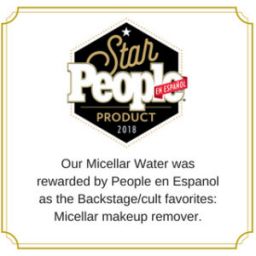 Star
People
EN ESPAÑOL
PRODUCT
2018
Our Micellar Water was
rewarded by People en Espanol
as the Backstage/cult favorites:
Micellar makeup remover.